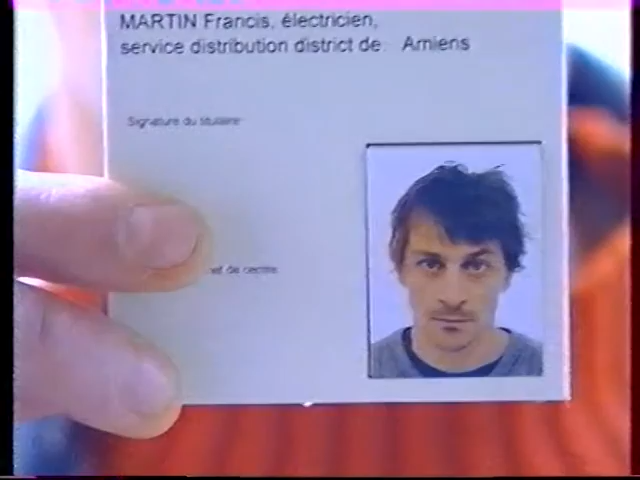 MARTIN Francis, électricien,
service distribution district de Amiens
Signature du titulaire
de centre